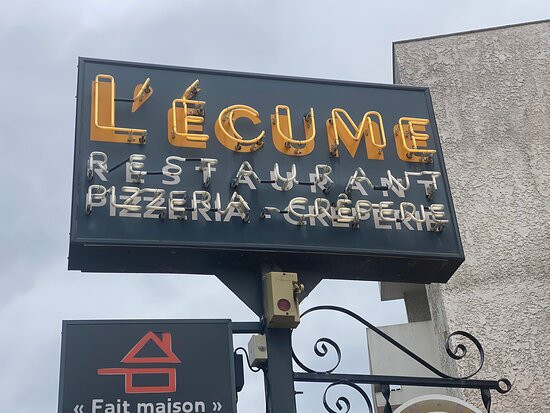 L'ÉCUME
RESTAURANT
PIZZERIA - CRÊPERIE
« Fait maison »